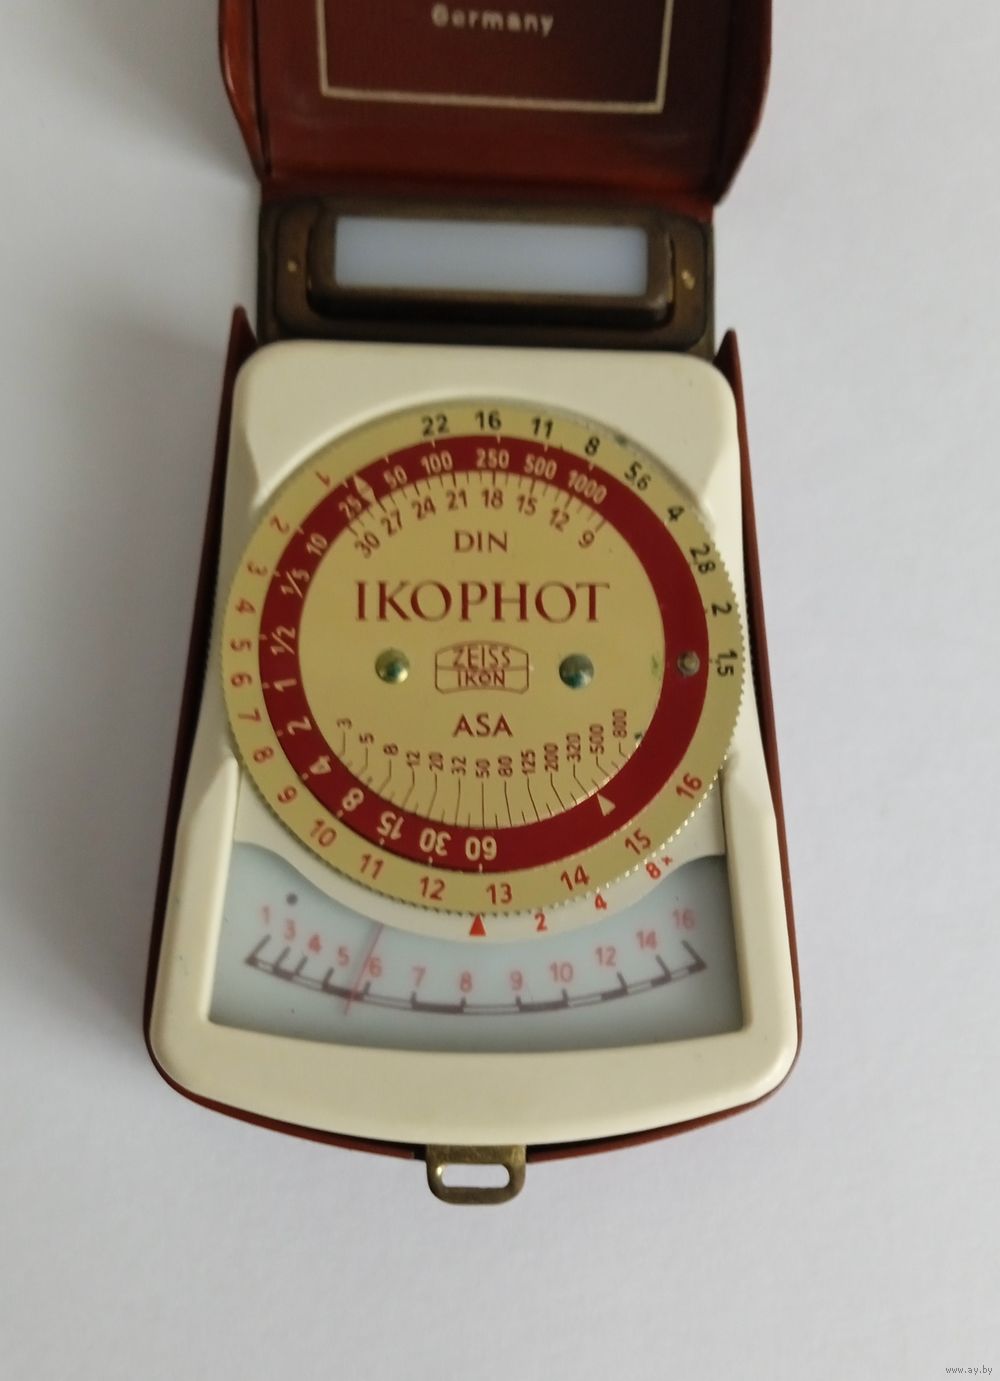 Germany
22 16 11 8 5,6 4 2,8 2 1,5
1 2 3 4 5 6 7 8 9 10 11 12 13 14 15 16
1/5 1/2 1 2 4 8 15 30 60
10 25 50 100 250 500 1000
30 27 24 21 18 15 12 9
DIN
IKOPHOT
ZEISS
IKON
ASA
3 5 8 12 20 32 50 80 125 200 320 500 800
2 4 8x
1 3 4 5 6 7 8 9 10 12 14 16
www.ay.by